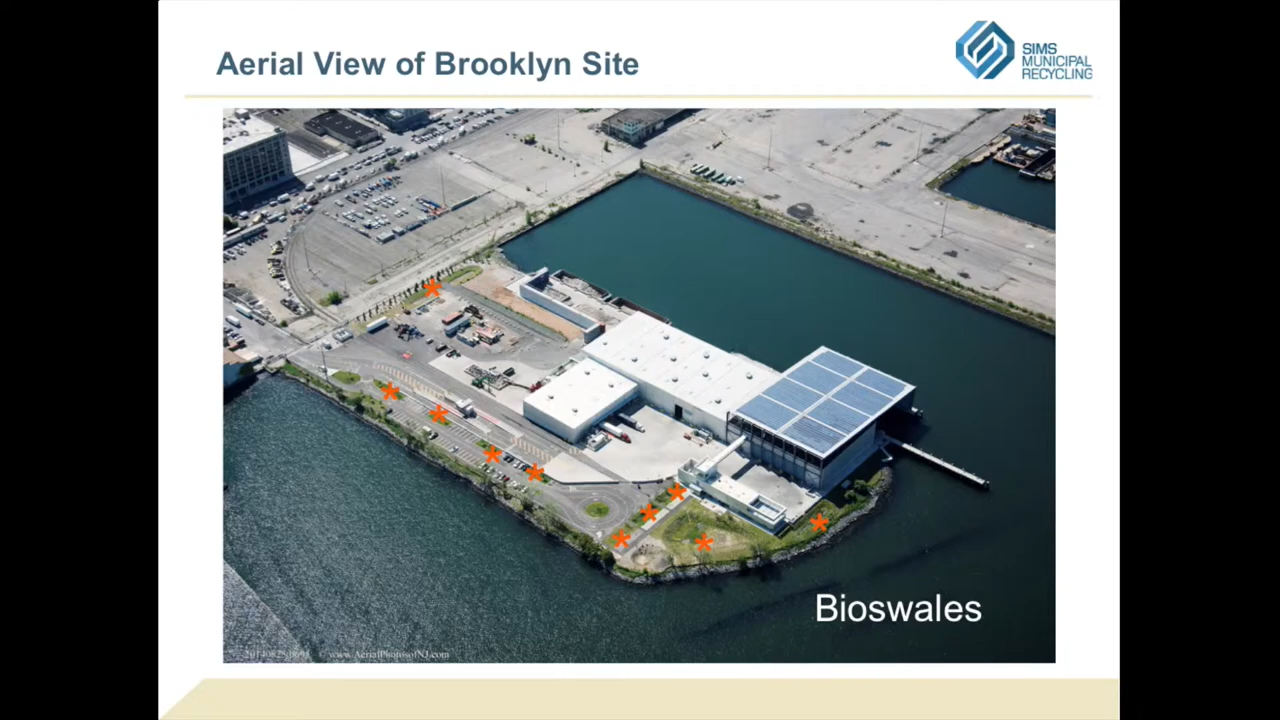 Aerial View of Brooklyn Site
SIMS
MUNICIPAL
RECYCLING
Bioswales
© www.AerialPhotosofNJ.com